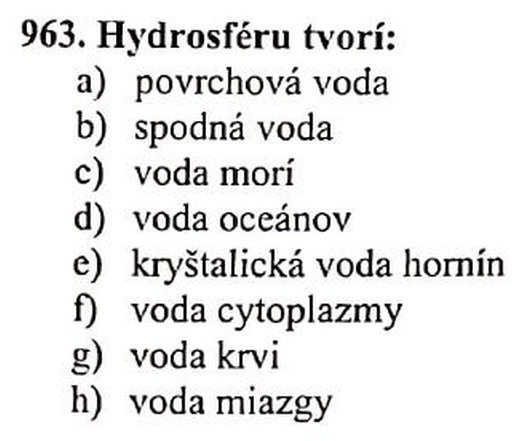 963. Hydrosféru tvorí:
a) povrchová voda
b) spodná voda
c) voda morí
d) voda oceánov
e) kryštalická voda hornín
f) voda cytoplazmy
g) voda krvi
h) voda miazgy